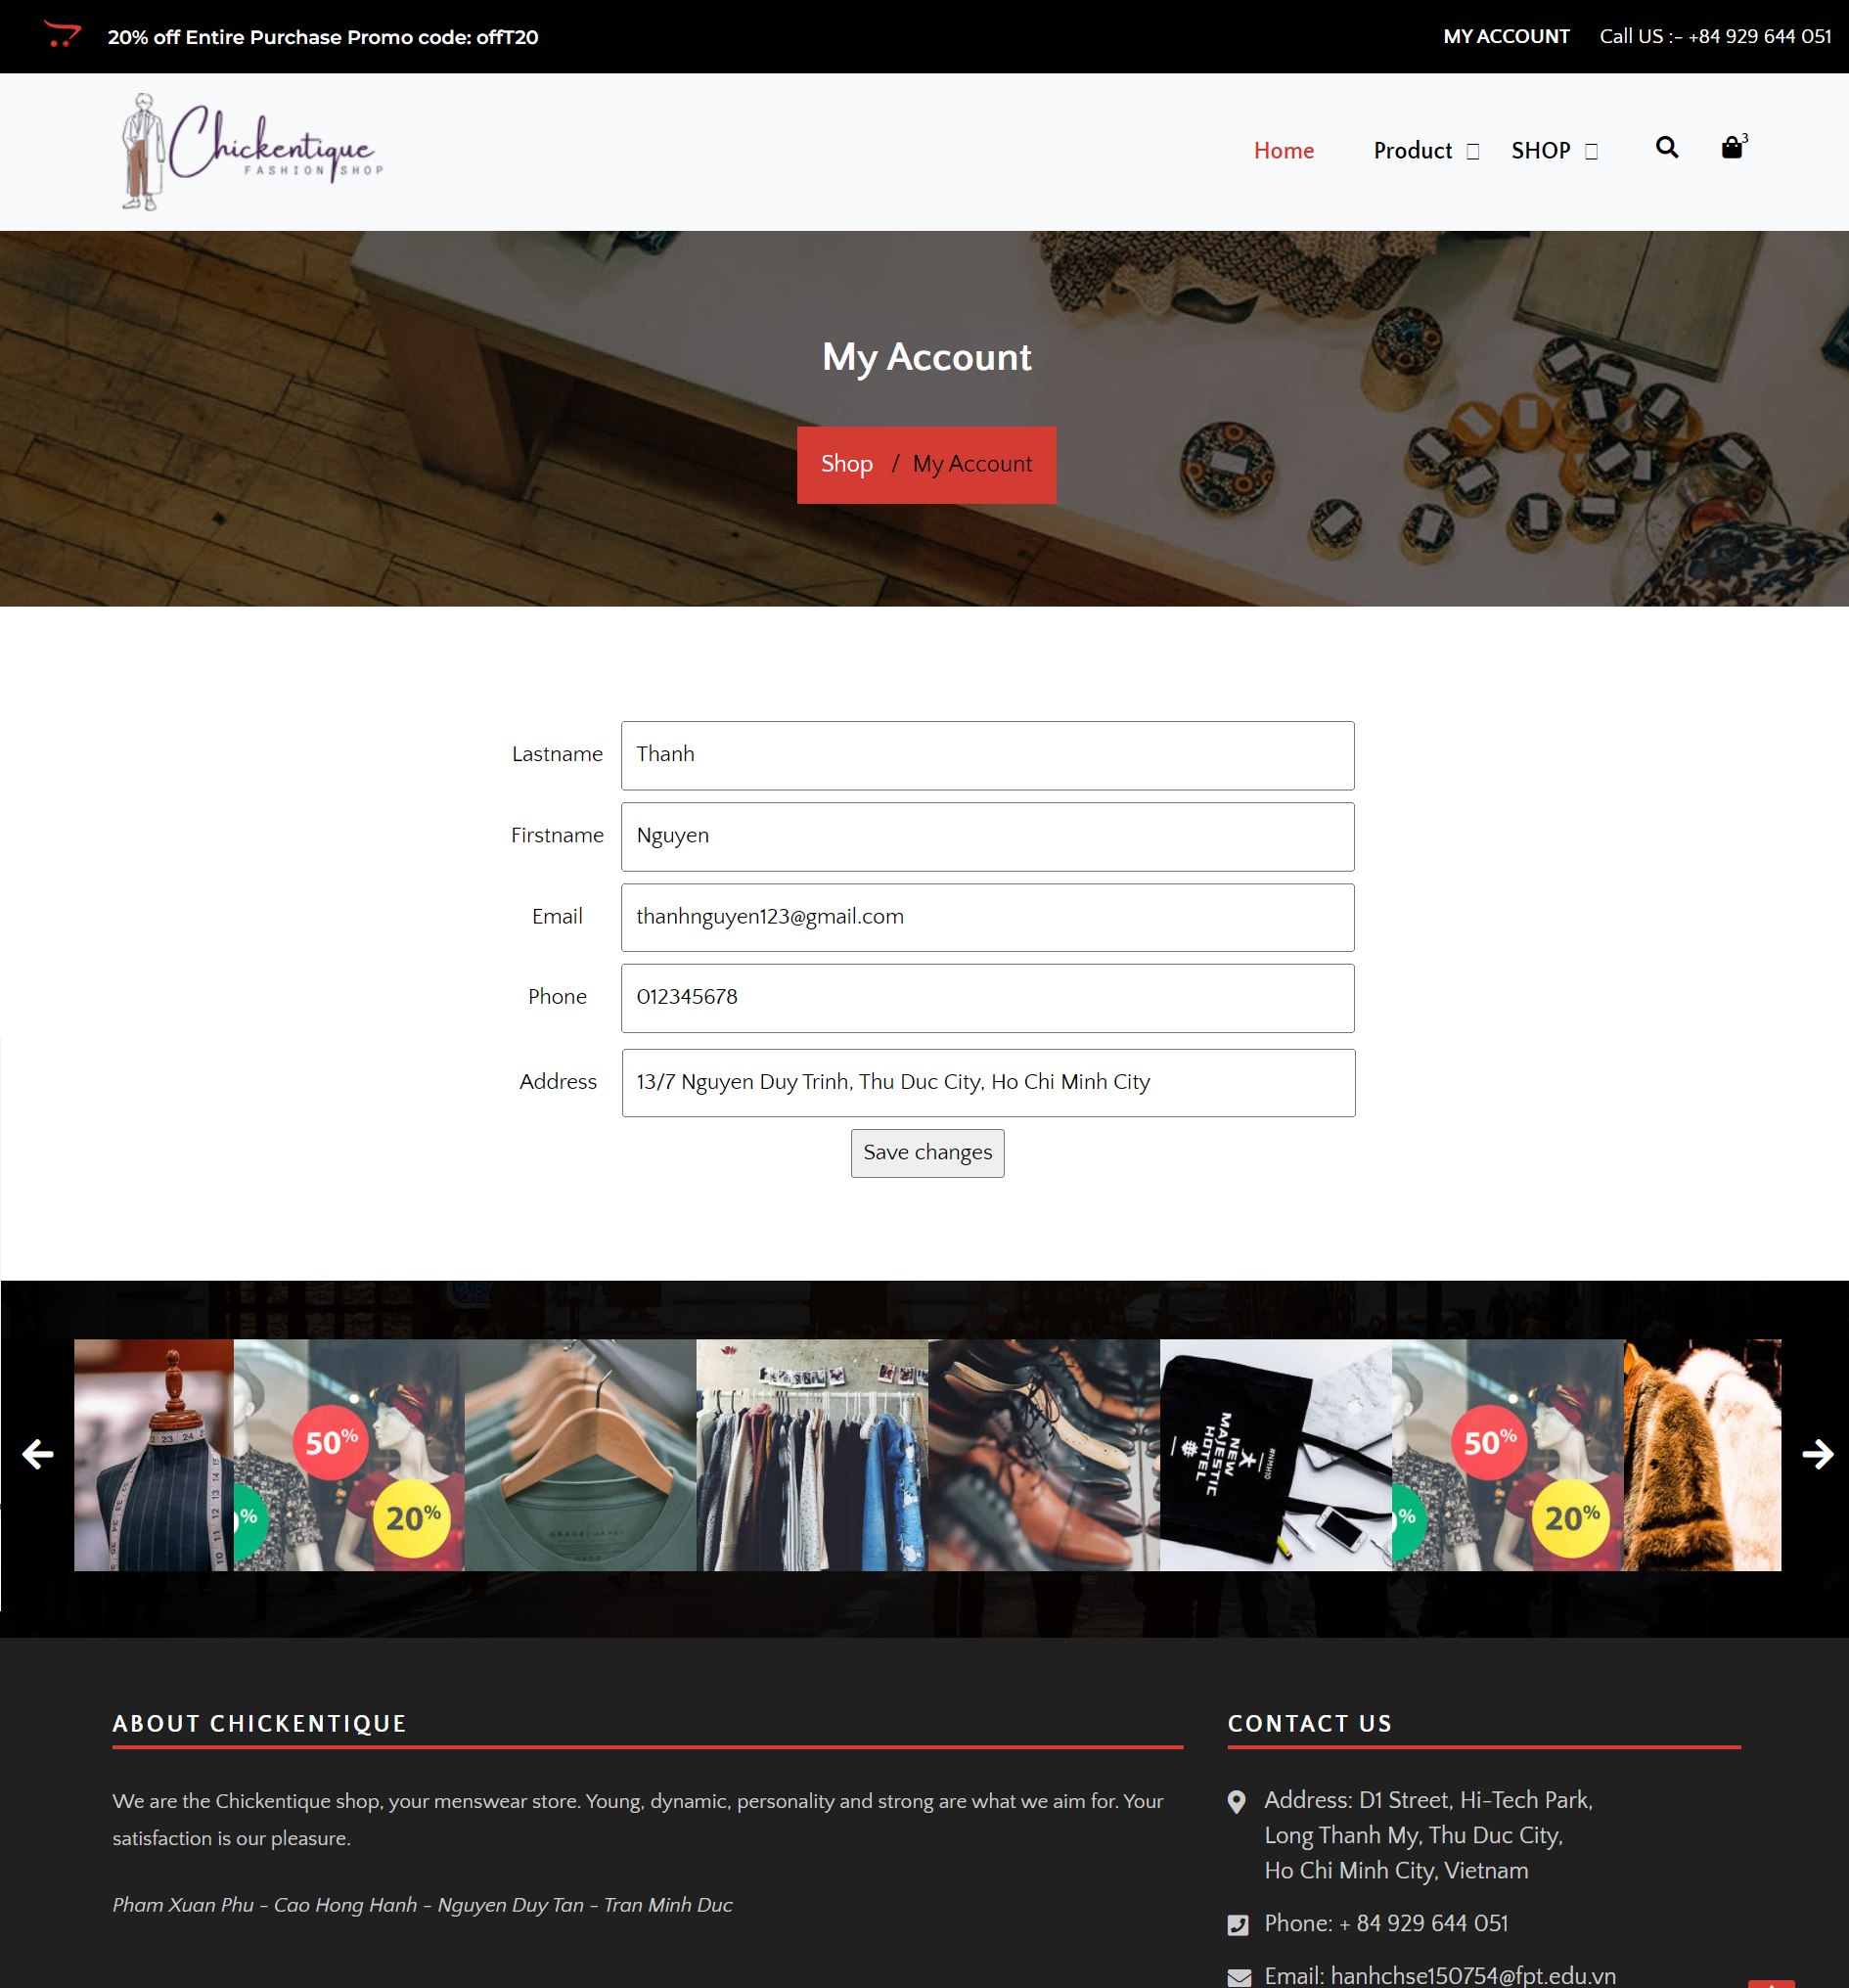 20% off Entire Purchase Promo code: offT20
MY ACCOUNT
Call US :- +84 929 644 051
Chickentique
FASHION SHOP
Home
Product
SHOP
3
My Account
Shop / My Account
Lastname
Thanh
Firstname
Nguyen
Email
thanhnguyen123@gmail.com
Phone
012345678
Address
13/7 Nguyen Duy Trinh, Thu Duc City, Ho Chi Minh City
Save changes
50%
20%
%
NEW
MAJESTIC
HOTEL
50%
20%
%
ABOUT CHICKENTIQUE
We are the Chickentique shop, your menswear store. Young, dynamic, personality and strong are what we aim for. Your
satisfaction is our pleasure.
Pham Xuan Phu - Cao Hong Hanh - Nguyen Duy Tan - Tran Minh Duc
CONTACT US
Address: D1 Street, Hi-Tech Park,
Long Thanh My, Thu Duc City,
Ho Chi Minh City, Vietnam
Phone: + 84 929 644 051
Email: hanhchse150754@fpt.edu.vn